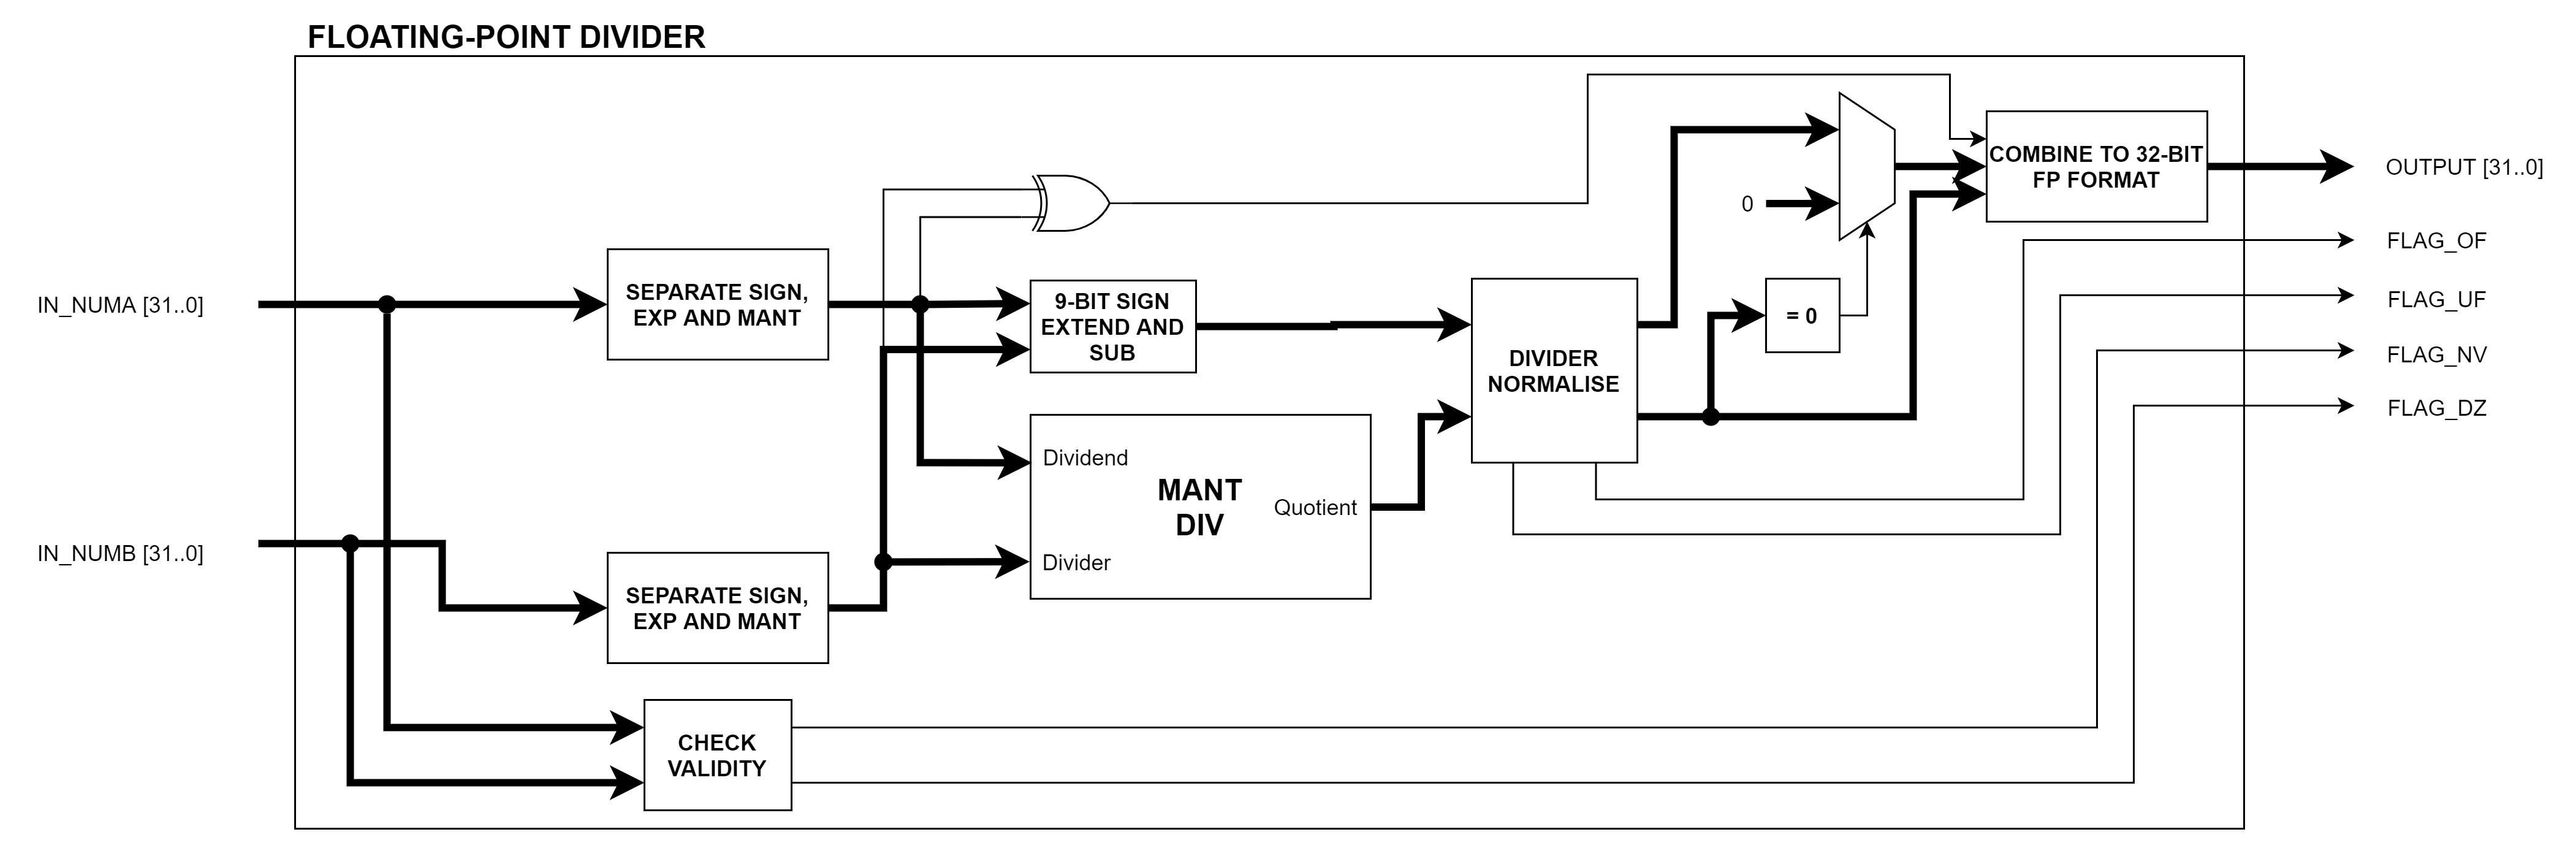 FLOATING-POINT DIVIDER
COMBINE TO 32-BIT
FP FORMAT
OUTPUT [31..0]
0
FLAG_OF
IN_NUMA [31..0]
SEPARATE SIGN,
EXP AND MANT
9-BIT SIGN
EXTEND AND
SUB
= 0
FLAG_UF
DIVIDER
NORMALISE
FLAG_NV
FLAG_DZ
Dividend
MANT
DIV
Quotient
Divider
IN_NUMB [31..0]
SEPARATE SIGN,
EXP AND MANT
CHECK
VALIDITY